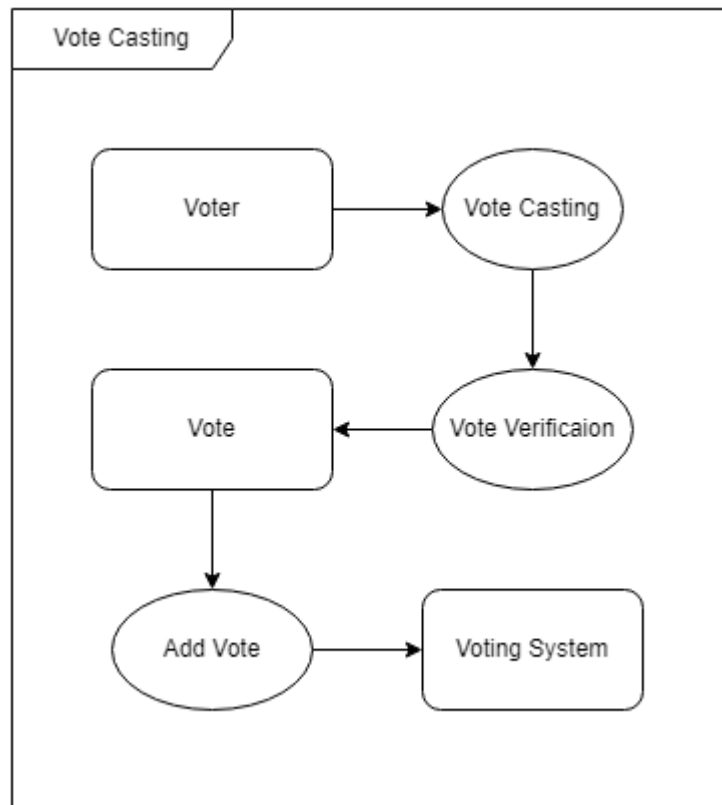 Vote Casting
Voter
Vote Casting
Vote
Vote Verificaion
Add Vote
Voting System